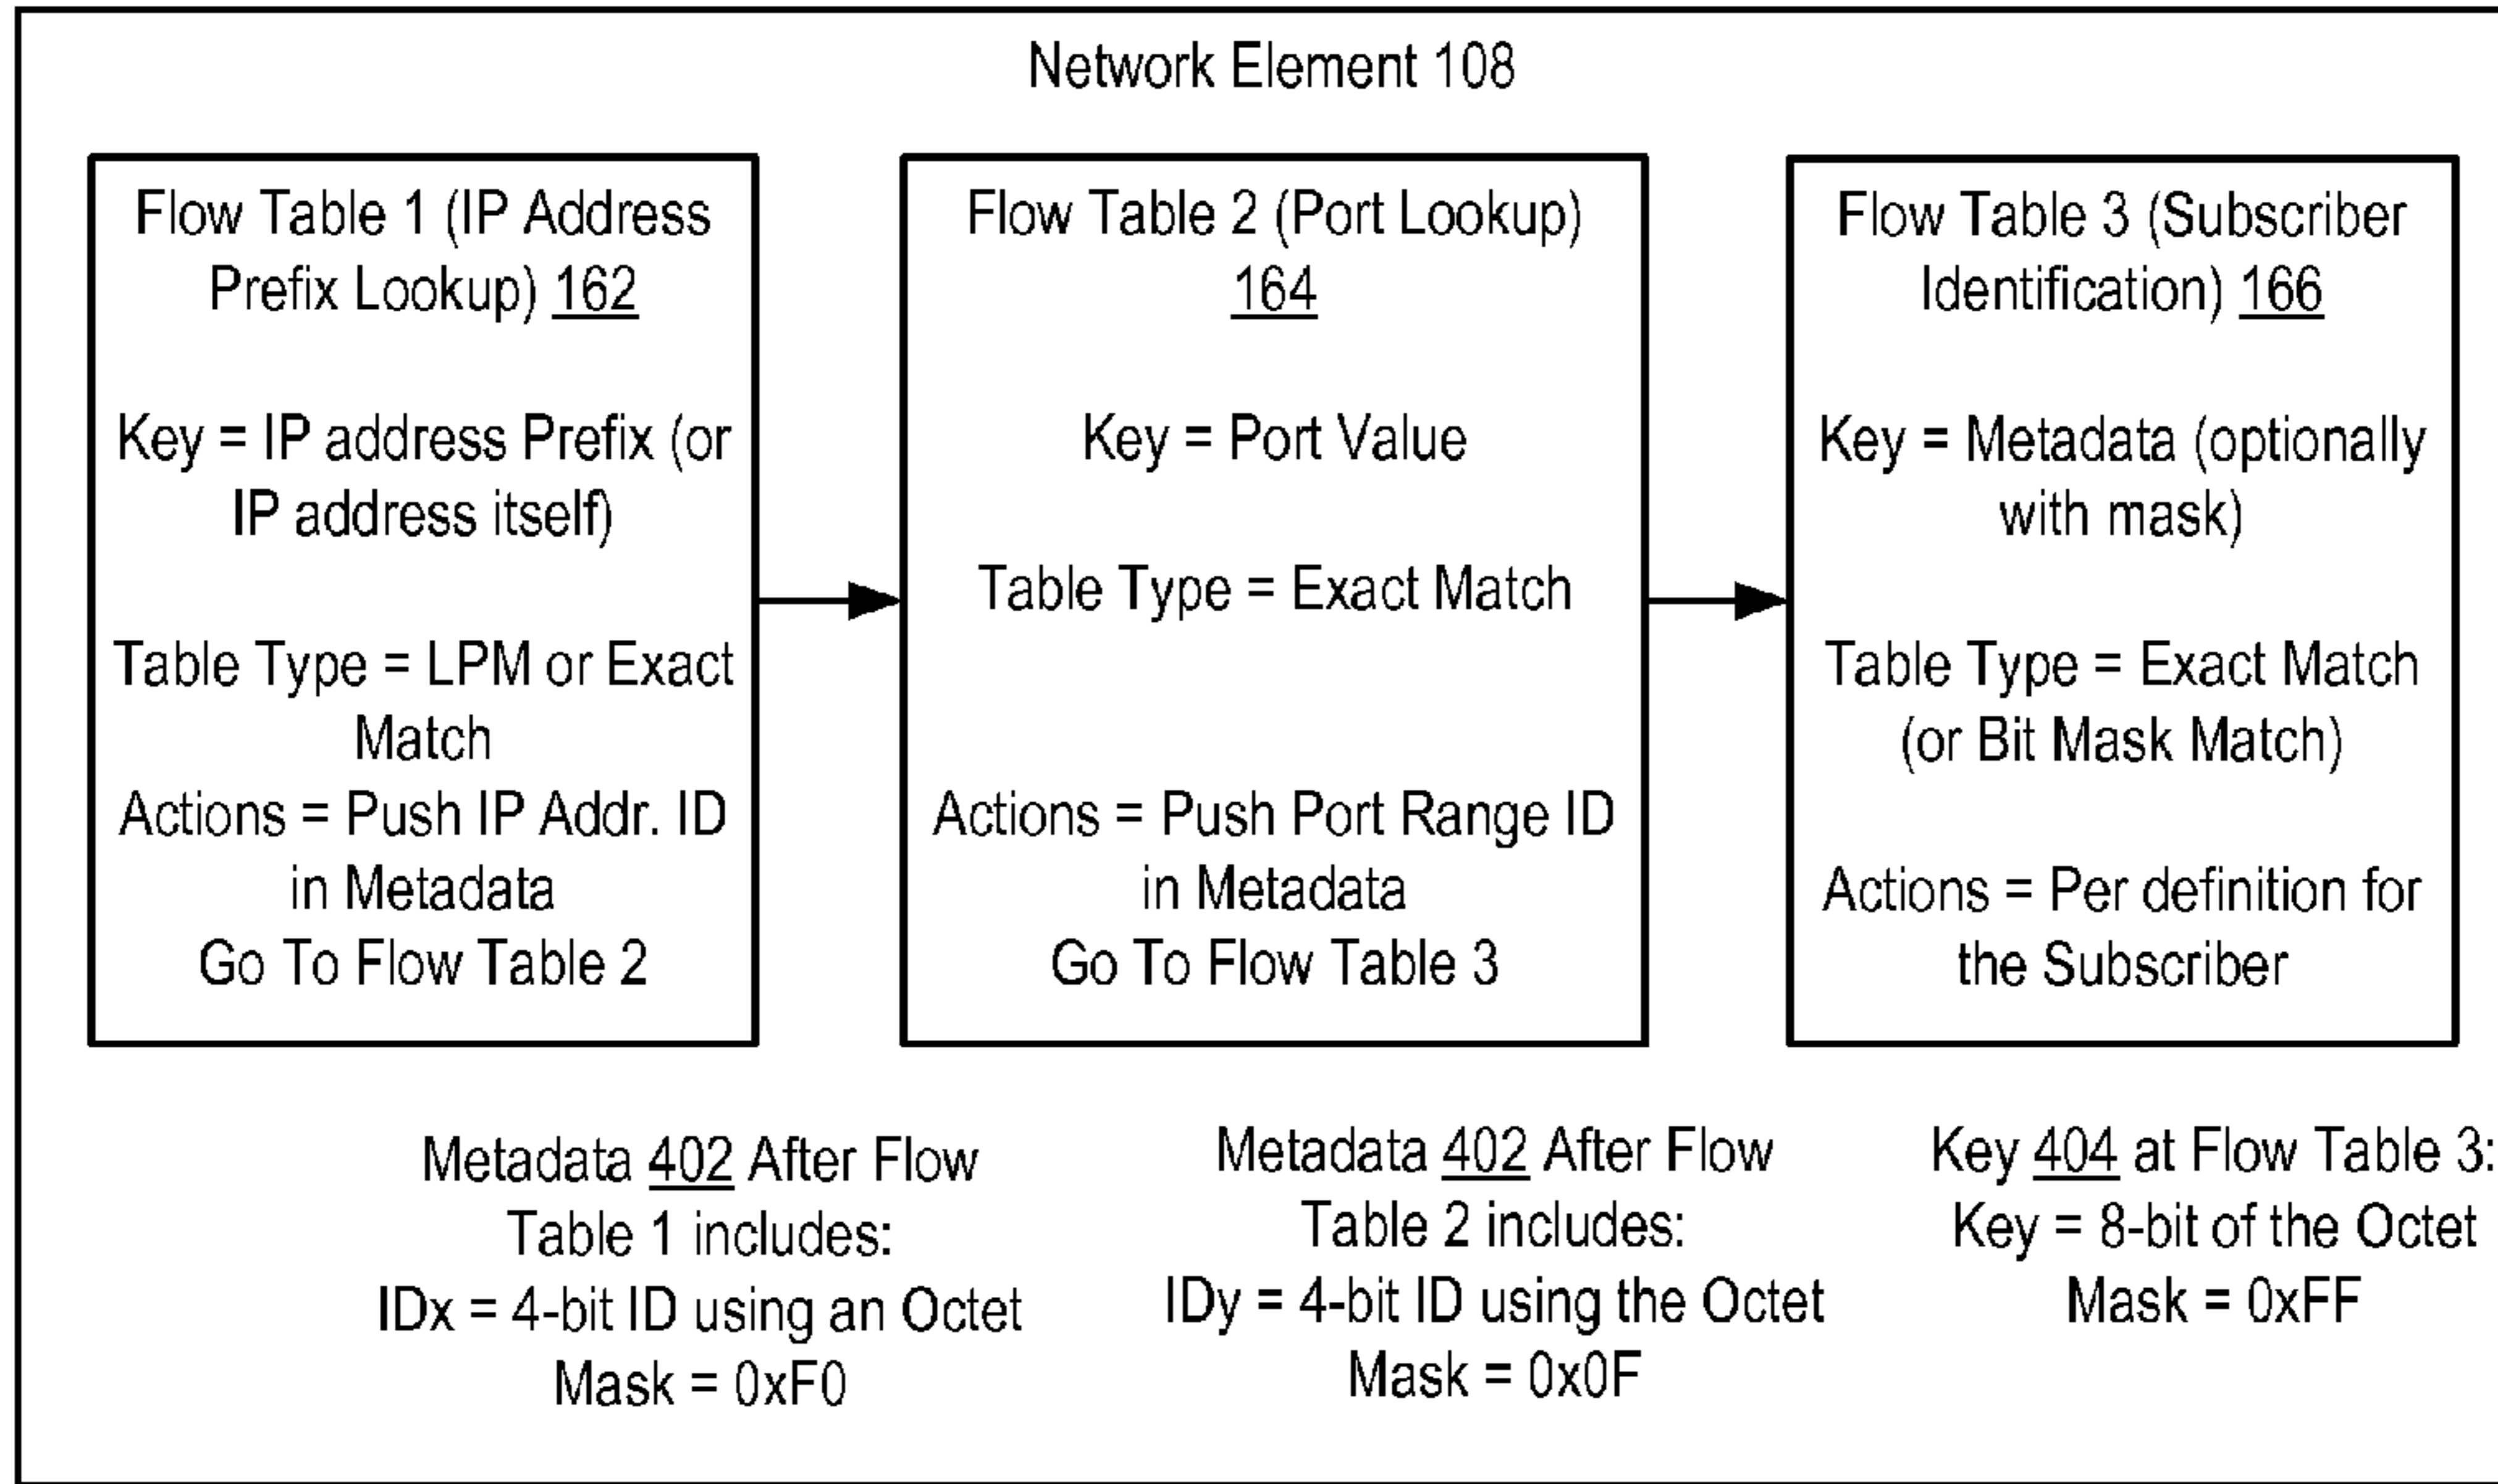 Network Element 108
Flow Table 1 (IP Address
Prefix Lookup) 162
Key = IP address Prefix (or
IP address itself)
Table Type = LPM or Exact
Match
Actions = Push IP Addr. ID
in Metadata
Go To Flow Table 2
Flow Table 2 (Port Lookup)
164
Key = Port Value
Table Type = Exact Match
Actions = Push Port Range ID
in Metadata
Go To Flow Table 3
Flow Table 3 (Subscriber
Identification) 166
Key = Metadata (optionally
with mask)
Table Type = Exact Match
(or Bit Mask Match)
Actions = Per definition for
the Subscriber
Metadata 402 After Flow
Table 1 includes:
IDx = 4-bit ID using an Octet
Mask = 0xF0
Metadata 402 After Flow
Table 2 includes:
IDy = 4-bit ID using the Octet
Mask = 0x0F
Key 404 at Flow Table 3:
Key = 8-bit of the Octet
Mask = 0xFF